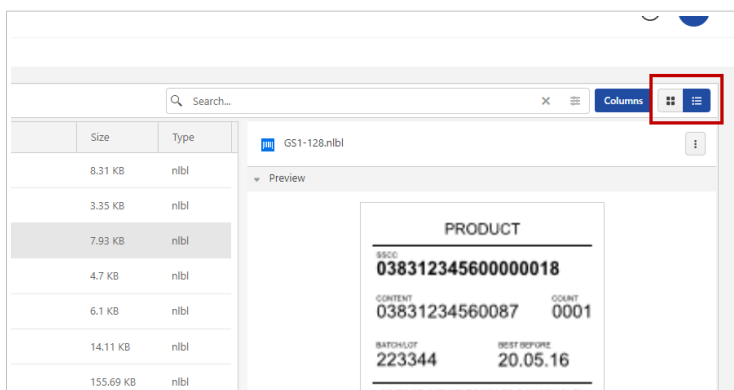 Search...
Columns
Size Type
GS1-128.nlbl
8.31 KB nlbl
Preview
3.35 KB nlbl
7.93 KB nlbl
4.7 KB nlbl
6.1 KB nlbl
14.11 KB nlbl
155.69 KB nlbl
PRODUCT
SSCC
038312345600000018
CONTENT COUNT
03831234560087 0001
BATCH/LOT BEST BEFORE
223344 20.05.16